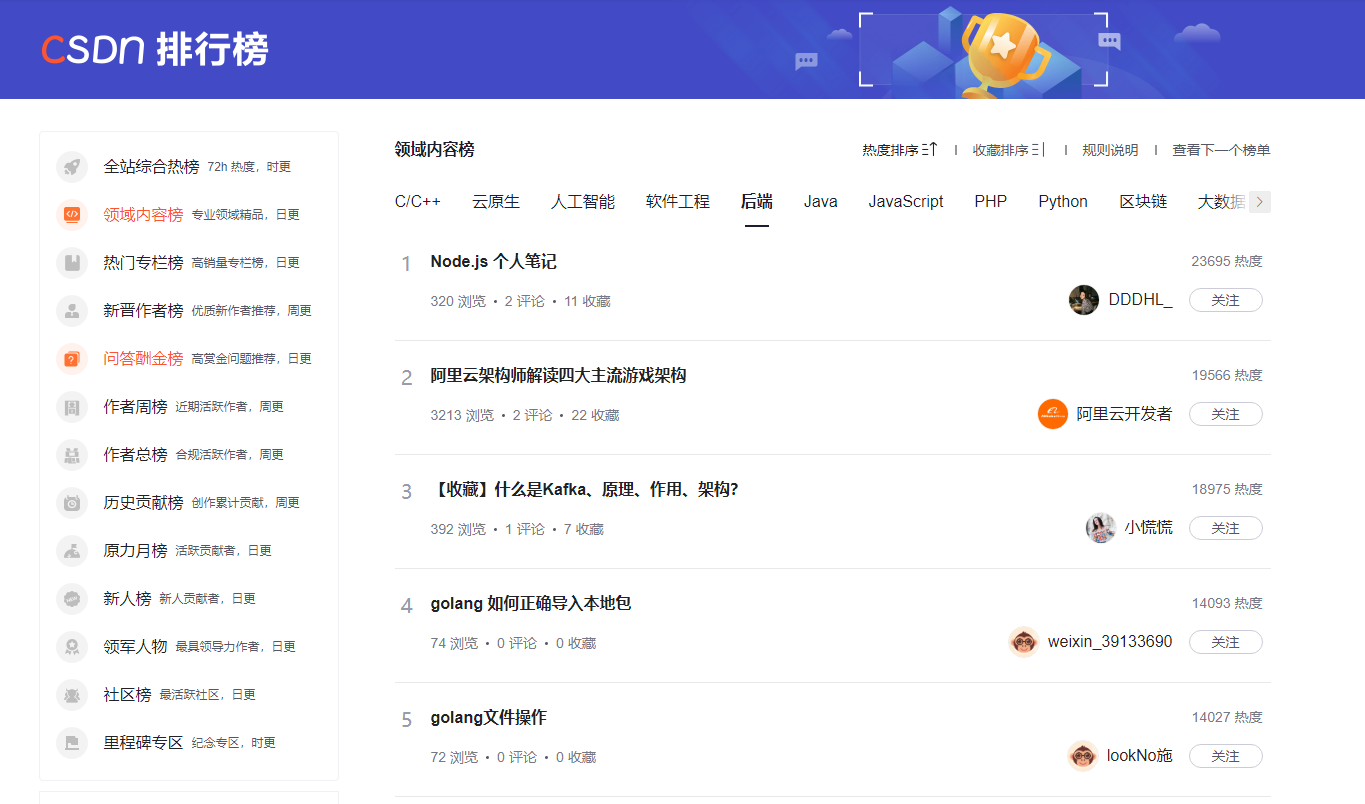 CSDN 排行榜
全站综合热榜 72h 热度，时更
领域内容榜 专业领域精品，日更
热门专栏榜 高销量专栏榜，日更
新晋作者榜 优质新作者推荐，周更
问答酬金榜 高赏金问题推荐，日更
作者周榜 近期活跃作者，周更
作者总榜 合规活跃作者，周更
历史贡献榜 创作累计贡献，周更
原力月榜 活跃贡献者，日更
新人榜 新人贡献者，日更
领军人物 最具领导力作者，日更
社区榜 最活跃社区，日更
里程碑专区 纪念专区，时更
领域内容榜 热度排序 收藏排序 规则说明 查看下一个榜单
C/C++ 云原生 人工智能 软件工程 后端 Java JavaScript PHP Python 区块链 大数据
1 Node.js 个人笔记 23695 热度
320 浏览 • 2 评论 • 11 收藏 DDDHL_ 关注
2 阿里云架构师解读四大主流游戏架构 19566 热度
3213 浏览 • 2 评论 • 22 收藏 阿里云开发者 关注
3 【收藏】什么是Kafka、原理、作用、架构? 18975 热度
392 浏览 • 1 评论 • 7 收藏 小慌慌 关注
4 golang 如何正确导入本地包 14093 热度
74 浏览 • 0 评论 • 0 收藏 weixin_39133690 关注
5 golang文件操作 14027 热度
72 浏览 • 0 评论 • 0 收藏 lookNo施 关注